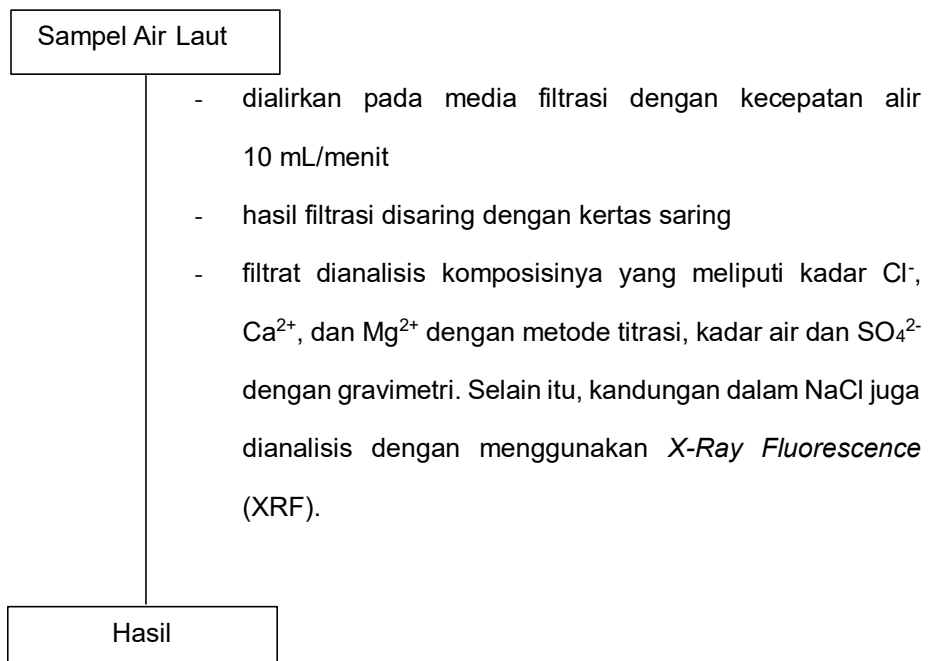 Sampel Air Laut
- dialirkan pada media filtrasi dengan kecepatan alir
10 mL/menit
- hasil filtrasi disaring dengan kertas saring
- filtrat dianalisis komposisinya yang meliputi kadar Cl⁻,
Ca²⁺, dan Mg²⁺ dengan metode titrasi, kadar air dan SO₄²⁻
dengan gravimetri. Selain itu, kandungan dalam NaCl juga
dianalisis dengan menggunakan X-Ray Fluorescence
(XRF).
Hasil